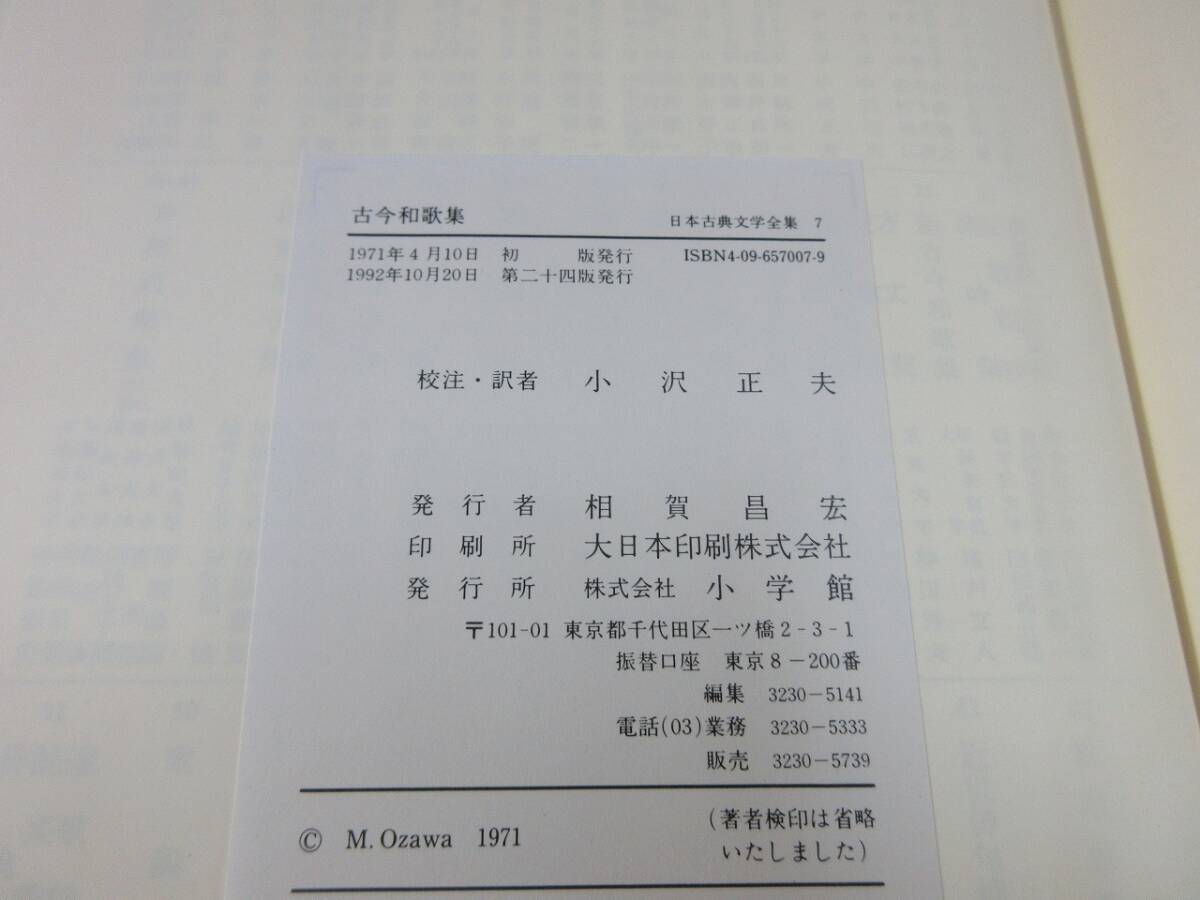 古今和歌集　日本古典文学全集 7
1971年4月10日　初　版発行　ISBN4-09-657007-9
1992年10月20日　第二十四版発行
校注・訳者　小沢正夫
発行者　相賀昌宏
印刷所　大日本印刷株式会社
発行所　株式会社 小学館
〒101-01 東京都千代田区一ツ橋2-3-1
振替口座　東京8-200番
編集　3230-5141
電話(03)業務　3230-5333
販売　3230-5739
© M. Ozawa 1971　(著者検印は省略
いたしました)